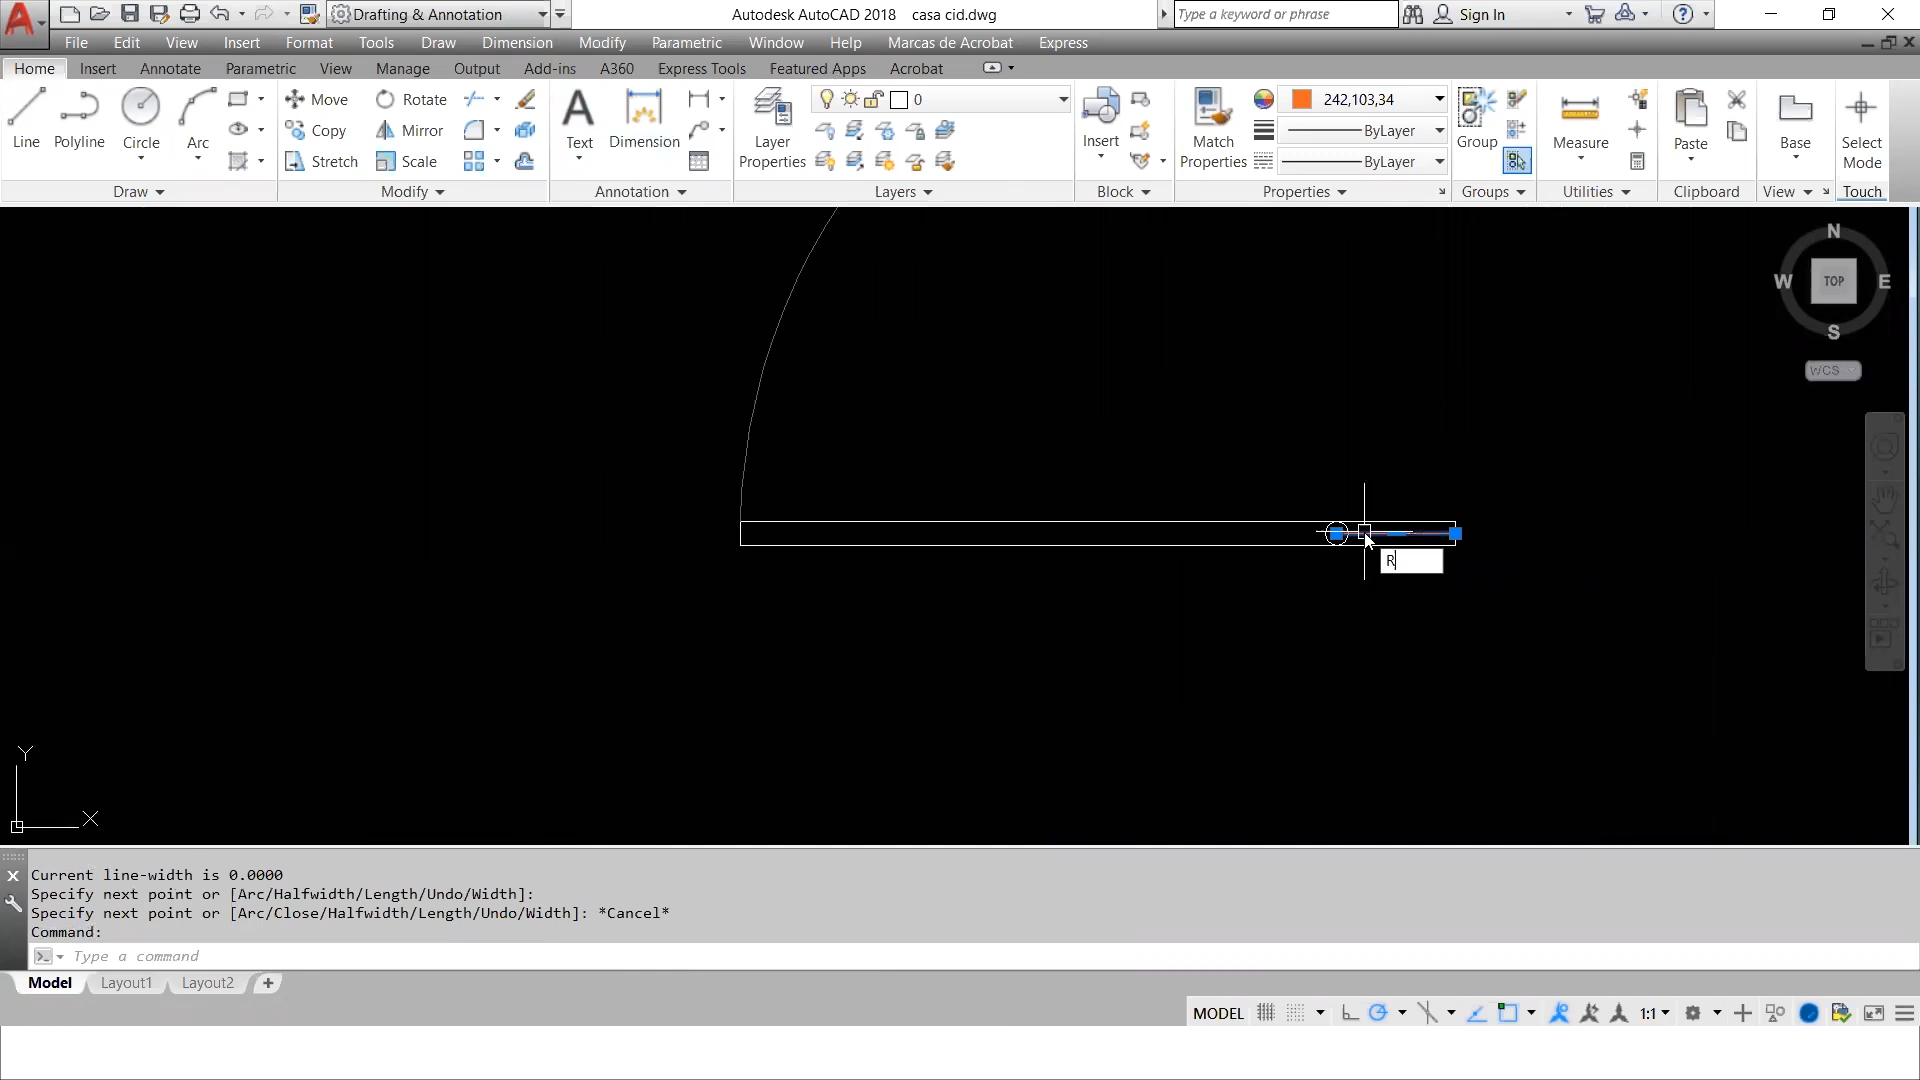 Drafting & Annotation
Autodesk AutoCAD 2018 casa cid.dwg
Type a keyword or phrase
Sign In
File Edit View Insert Format Tools Draw Dimension Modify Parametric Window Help Marcas de Acrobat Express
Home Insert Annotate Parametric View Manage Output Add-ins A360 Express Tools Featured Apps Acrobat
Line Polyline Circle Arc
Move Rotate
Copy Mirror
Stretch Scale
Text Dimension
Layer Properties
0
Insert
Match Properties
242,103,34
ByLayer
ByLayer
Group
Measure
Paste
Base
Select Mode
Draw Modify Annotation Layers Block Properties Groups Utilities Clipboard View Touch
N
W TOP E
S
WCS
R
Y
X
Current line-width is 0.0000
Specify next point or [Arc/Halfwidth/Length/Undo/Width]:
Specify next point or [Arc/Close/Halfwidth/Length/Undo/Width]: *Cancel*
Command:
Type a command
Model Layout1 Layout2
MODEL 1:1